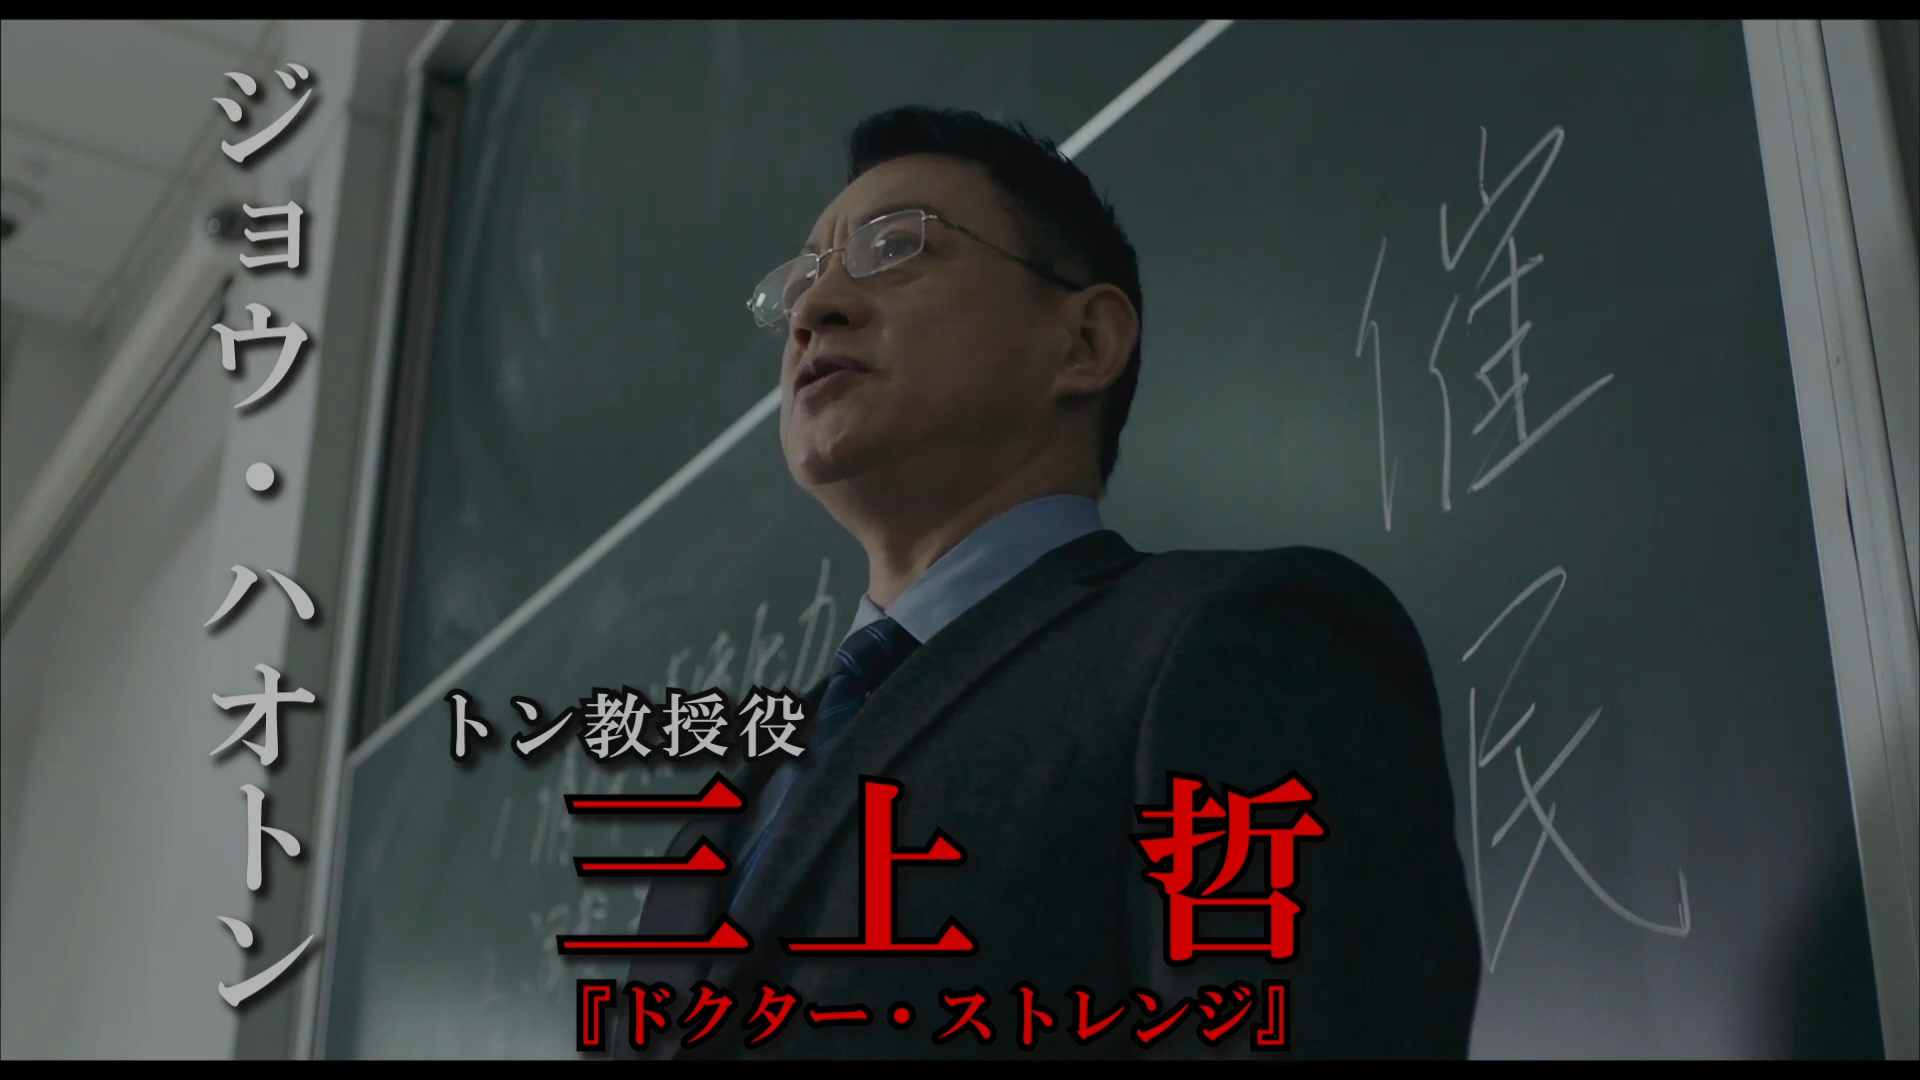 ジョウ・ハオトン
トン教授役
三上 哲
『ドクター・ストレンジ』
催
民